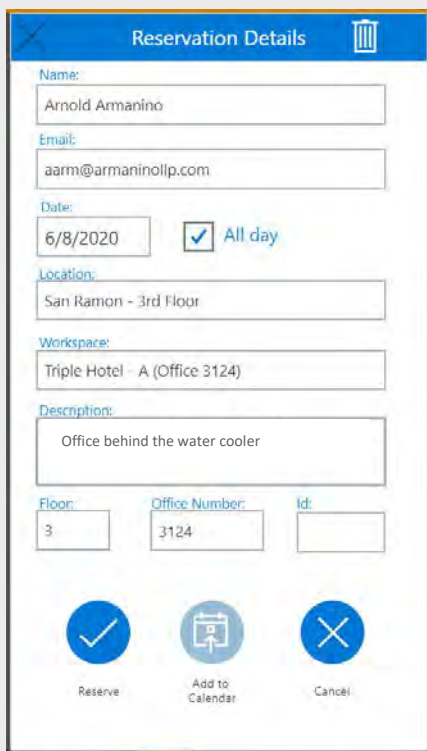 Reservation Details
Name:
Arnold Armanino
Email:
aarm@armaninollp.com
Date:
6/8/2020
All day
Location:
San Ramon - 3rd Floor
Workspace:
Triple Hotel - A (Office 3124)
Description:
Office behind the water cooler
Floor: Office Number: Id:
3 3124
Reserve Add to Calendar Cancel